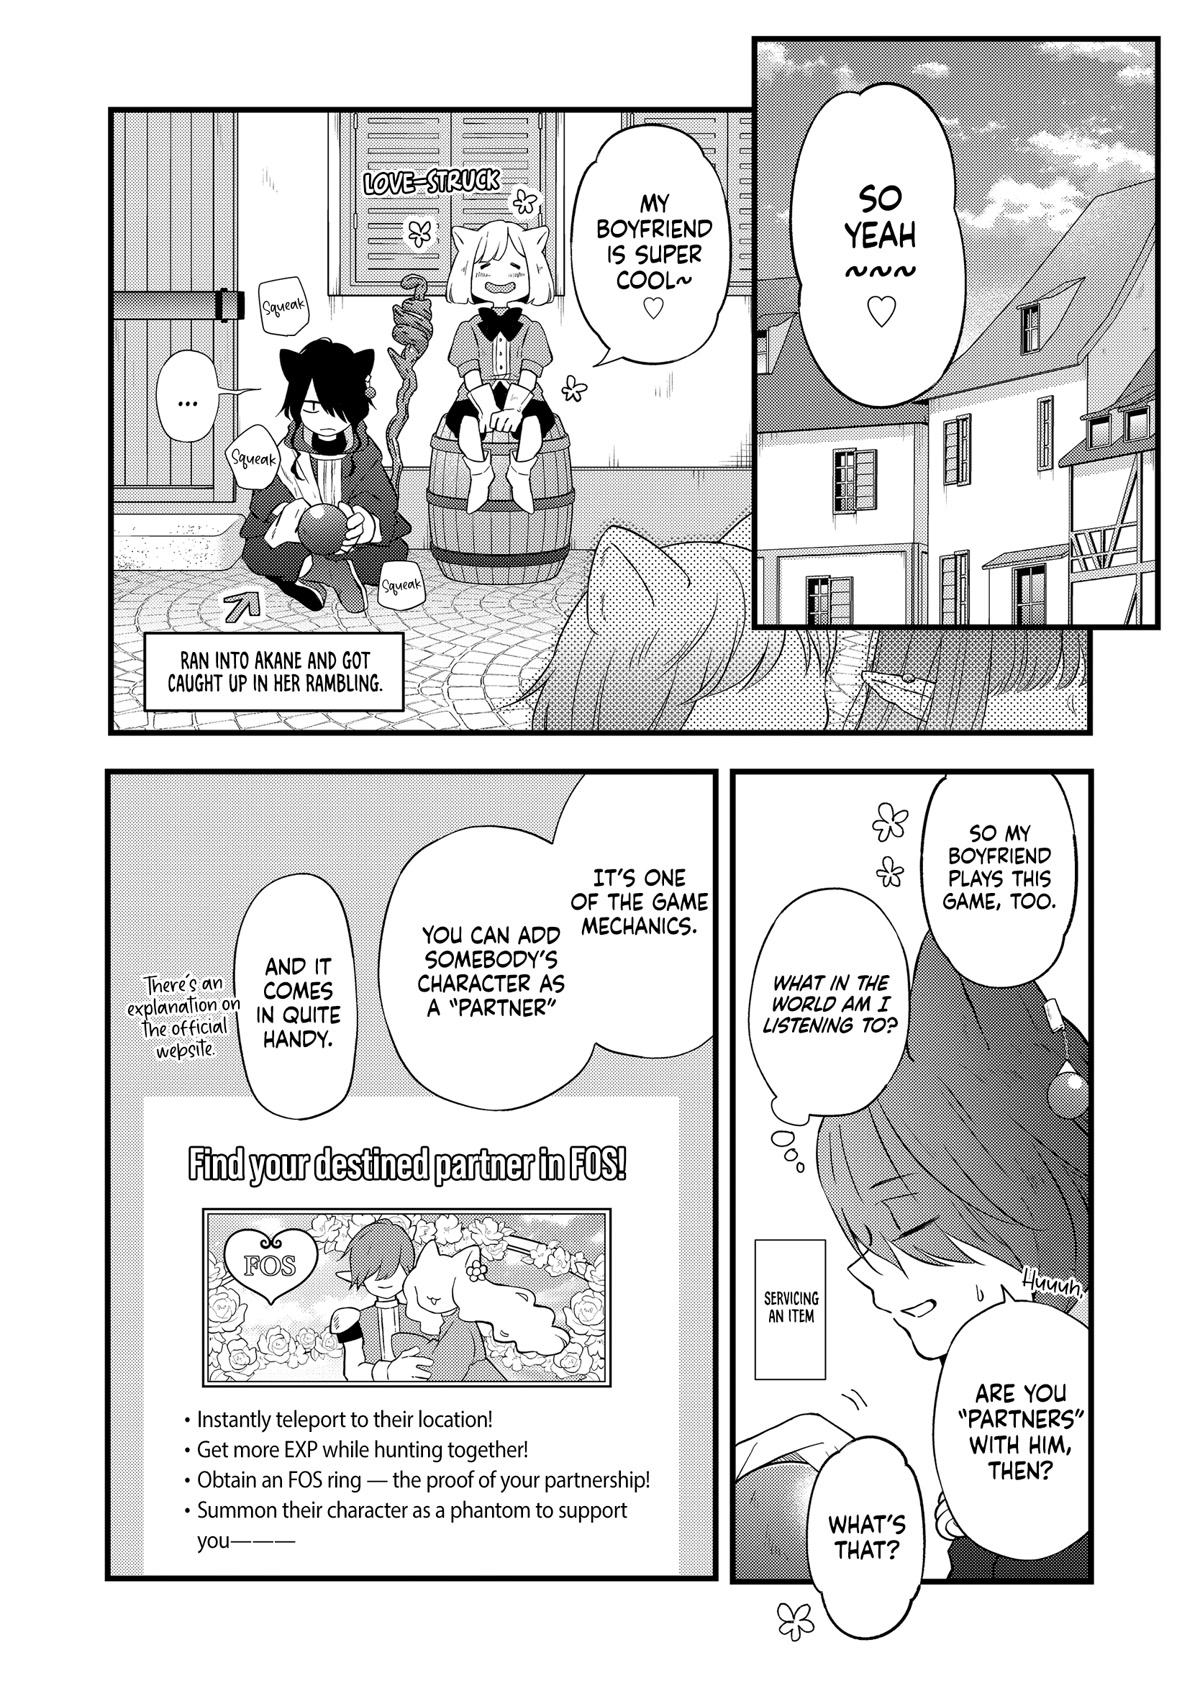 SO
YEAH
~~~
♡
MY
BOYFRIEND
IS SUPER
COOL~
♡
LOVE-STRUCK
Squeak
...
Squeak
Squeak
RAN INTO AKANE AND GOT
CAUGHT UP IN HER RAMBLING.
SO MY
BOYFRIEND
PLAYS THIS
GAME, TOO.
WHAT IN THE
WORLD AM I
LISTENING TO?
SERVICING
AN ITEM
Huuuh,
ARE YOU
"PARTNERS"
WITH HIM,
THEN?
WHAT'S
THAT?
IT'S ONE
OF THE GAME
MECHANICS.
YOU CAN ADD
SOMEBODY'S
CHARACTER AS
A "PARTNER"
AND IT
COMES
IN QUITE
HANDY.
There's an
explanation on
the official
website.
Find your destined partner in FOS!
FOS
• Instantly teleport to their location!
• Get more EXP while hunting together!
• Obtain an FOS ring — the proof of your partnership!
• Summon their character as a phantom to support
you———